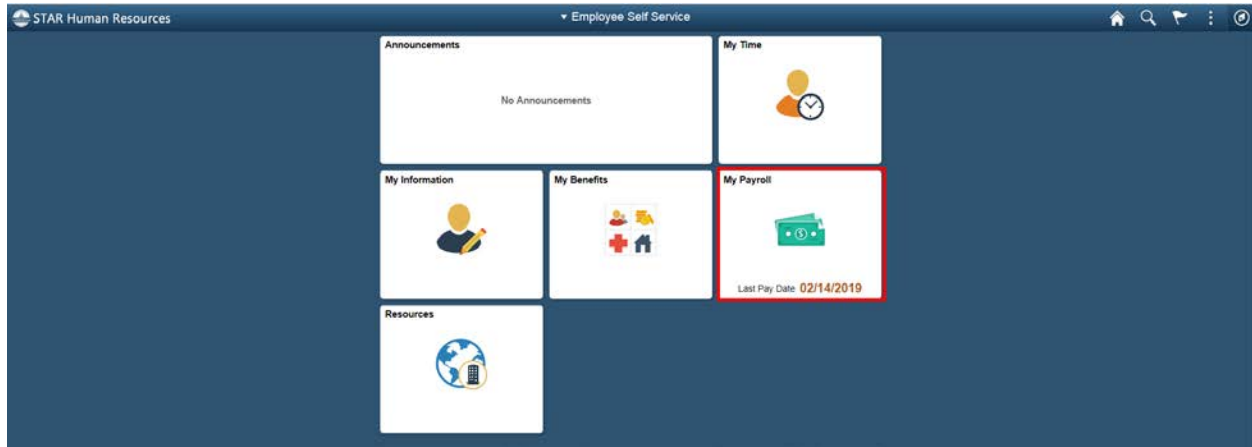 STAR Human Resources
Employee Self Service
Announcements
No Announcements
My Time
My Information
My Benefits
My Payroll
Last Pay Date 02/14/2019
Resources